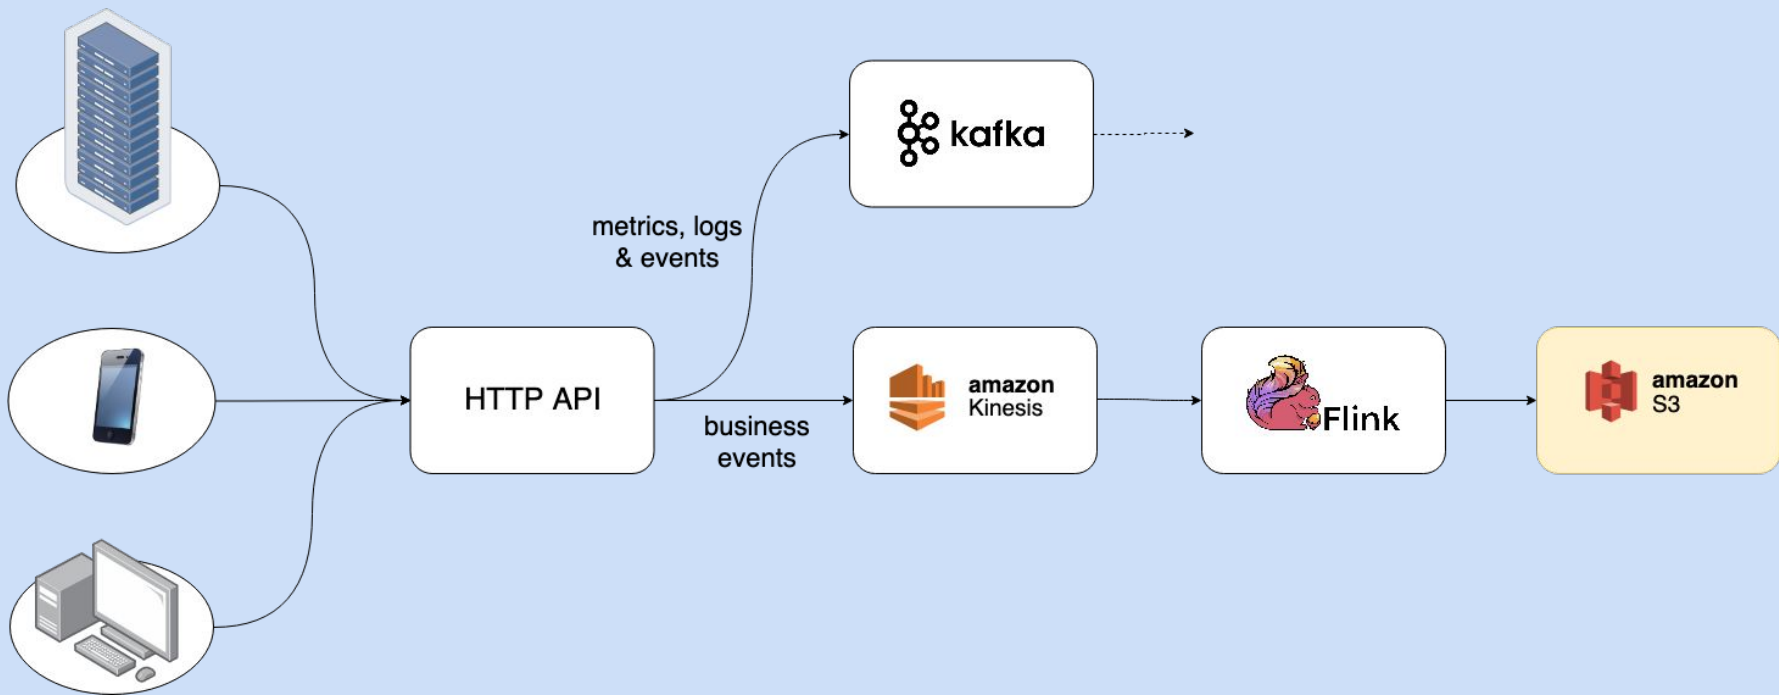 kafka
metrics, logs
& events
HTTP API
business
events
amazon
Kinesis
Flink
amazon
S3